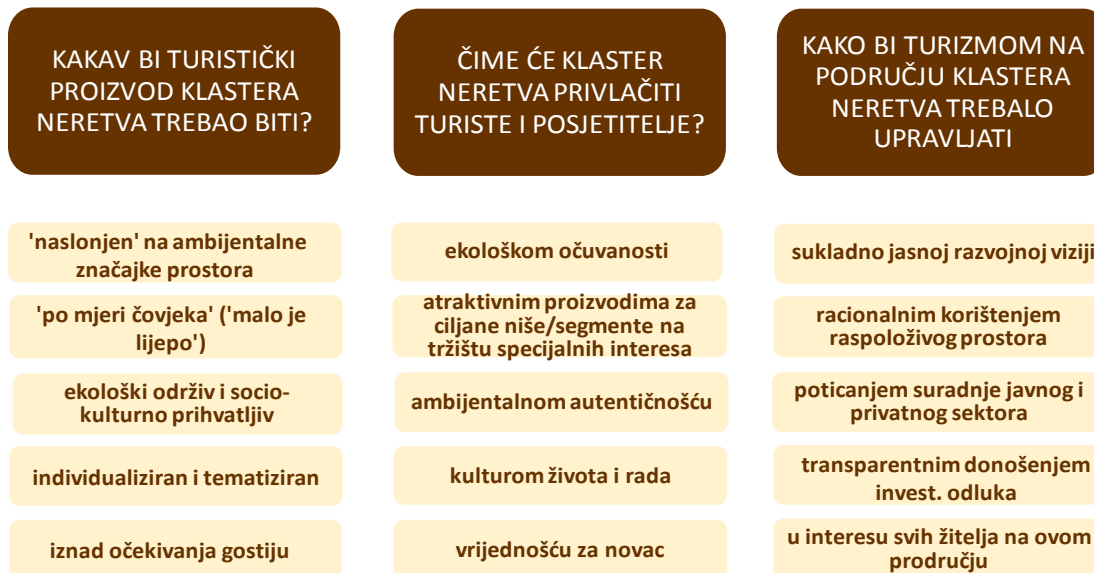 KAKAV BI TURISTIČKI
PROIZVOD KLASTERA
NERETVA TREBAO BITI?
'naslonjen' na ambijentalne
značajke prostora
'po mjeri čovjeka' ('malo je
lijepo')
ekološki održiv i socio-
kulturno prihvatljiv
individualiziran i tematiziran
iznad očekivanja gostiju
ČIME ĆE KLASTER
NERETVA PRIVLAČITI
TURISTE I POSJETITELJE?
ekološkom očuvanosti
atraktivnim proizvodima za
ciljane niše/segmente na
tržištu specijalnih interesa
ambijentalnom autentičnošću
kulturom života i rada
vrijednošću za novac
KAKO BI TURIZMOM NA
PODRUČJU KLASTERA
NERETVA TREBALO
UPRAVLJATI
sukladno jasnoj razvojnoj viziji
racionalnim korištenjem
raspoloživog prostora
poticanjem suradnje javnog i
privatnog sektora
transparentnim donošenjem
invest. odluka
u interesu svih žitelja na ovom
prodručju